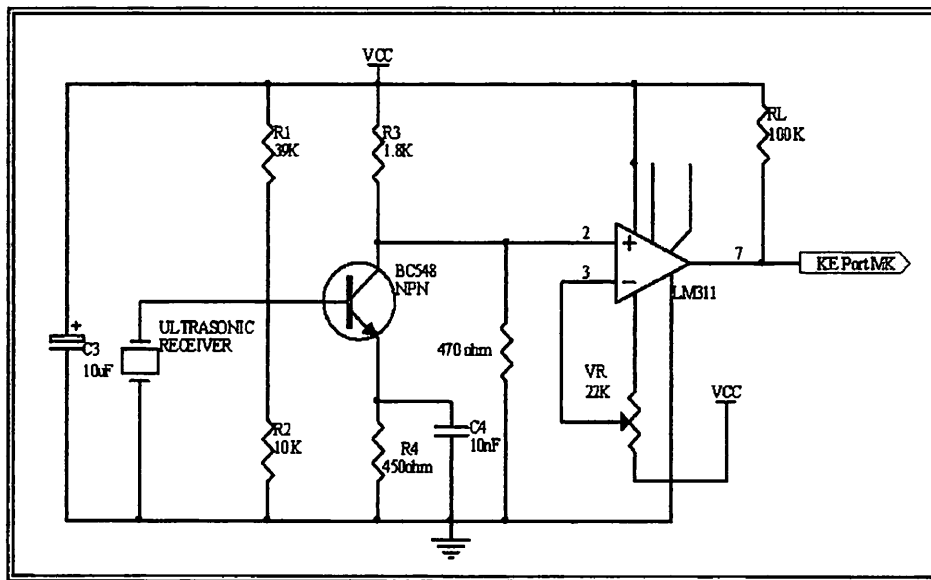 VCC
R1
39K
R3
1.8K
RL
100K
2
7
KE Port MK
3
BC548
NPN
LM311
+
C3
10uF
ULTRASONIC
RECEIVER
470 ohm
VR
22K
VCC
R2
10K
R4
450ohm
C4
10nF